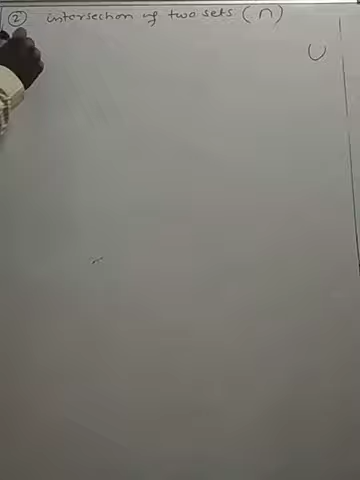 ② intersection of two sets (∩)
∪